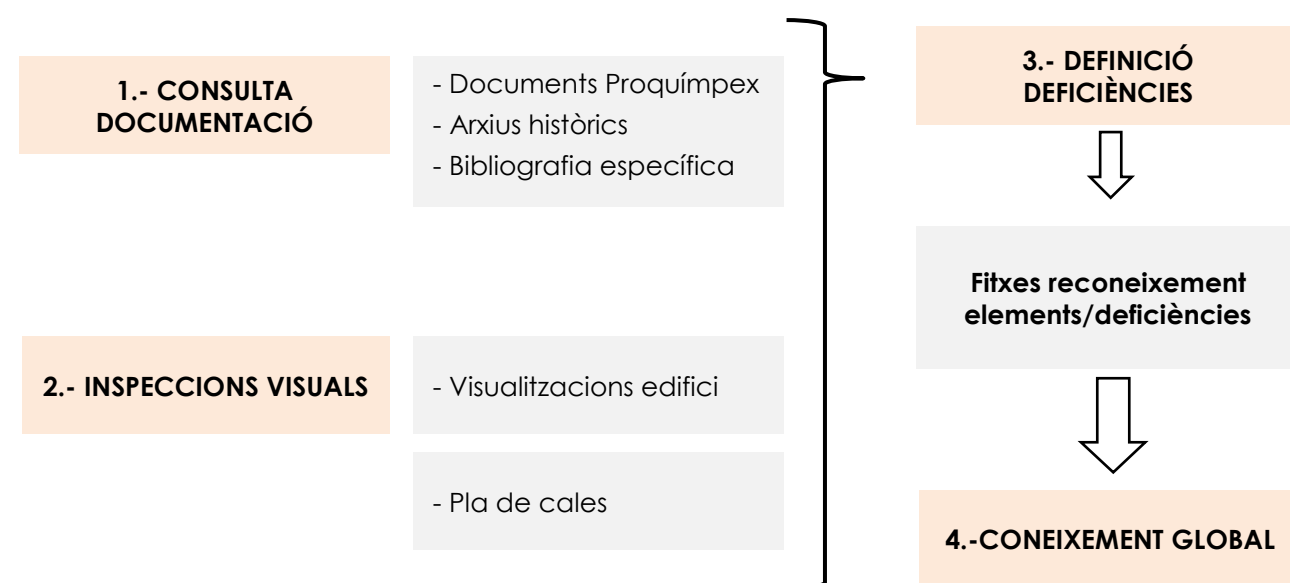 1.- CONSULTA
DOCUMENTACIÓ
- Documents Proquímpex
- Arxius històrics
- Bibliografia específica
2.- INSPECCIONS VISUALS
- Visualitzacions edifici
- Pla de cales
3.- DEFINICIÓ
DEFICIÈNCIES
Fitxes reconeixement
elements/deficiències
4.-CONEIXEMENT GLOBAL